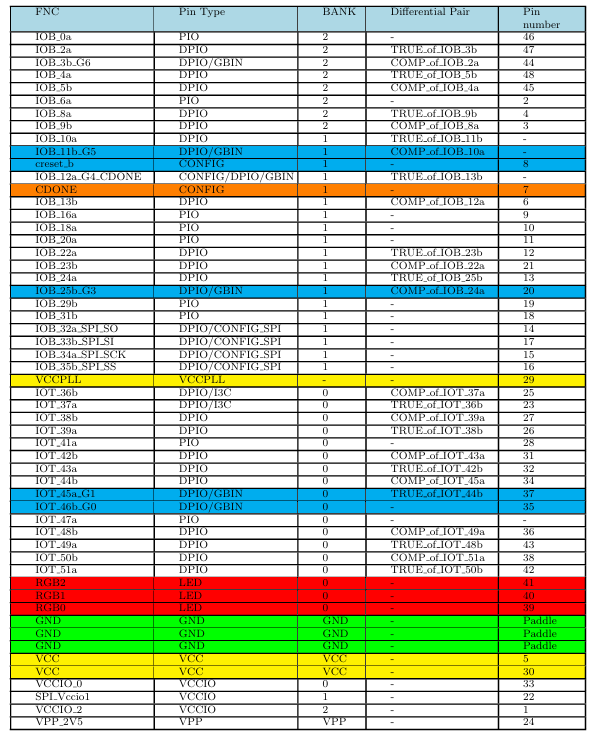 FNC Pin Type BANK Differential Pair Pin
number
IOB_0a PIO 2 - 46
IOB_2a DPIO 2 TRUE_of_IOB_3b 47
IOB_3b_G6 DPIO/GBIN 2 COMP_of_IOB_2a 44
IOB_4a DPIO 2 TRUE_of_IOB_5b 48
IOB_5b DPIO 2 COMP_of_IOB_4a 45
IOB_6a PIO 2 - 2
IOB_8a DPIO 2 TRUE_of_IOB_9b 4
IOB_9b DPIO 2 COMP_of_IOB_8a 3
IOB_10a DPIO 1 TRUE_of_IOB_11b -
IOB_11b_G5 DPIO/GBIN 1 COMP_of_IOB_10a -
creset_b CONFIG 1 - 8
IOB_12a_G4_CDONE CONFIG/DPIO/GBIN 1 TRUE_of_IOB_13b -
CDONE CONFIG 1 - 7
IOB_13b DPIO 1 COMP_of_IOB_12a 6
IOB_16a PIO 1 - 9
IOB_18a PIO 1 - 10
IOB_20a PIO 1 - 11
IOB_22a DPIO 1 TRUE_of_IOB_23b 12
IOB_23b DPIO 1 COMP_of_IOB_22a 21
IOB_24a DPIO 1 TRUE_of_IOB_25b 13
IOB_25b_G3 DPIO/GBIN 1 COMP_of_IOB_24a 20
IOB_29b PIO 1 - 19
IOB_31b PIO 1 - 18
IOB_32a_SPI_SO DPIO/CONFIG_SPI 1 - 14
IOB_33b_SPI_SI DPIO/CONFIG_SPI 1 - 17
IOB_34a_SPI_SCK DPIO/CONFIG_SPI 1 - 15
IOB_35b_SPI_SS DPIO/CONFIG_SPI 1 - 16
VCCPLL VCCPLL - - 29
IOT_36b DPIO/I3C 0 COMP_of_IOT_37a 25
IOT_37a DPIO/I3C 0 TRUE_of_IOT_36b 23
IOT_38b DPIO 0 COMP_of_IOT_39a 27
IOT_39a DPIO 0 TRUE_of_IOT_38b 26
IOT_41a PIO 0 - 28
IOT_42b DPIO 0 COMP_of_IOT_43a 31
IOT_43a DPIO 0 TRUE_of_IOT_42b 32
IOT_44b DPIO 0 COMP_of_IOT_45a 34
IOT_45a_G1 DPIO/GBIN 0 TRUE_of_IOT_44b 37
IOT_46b_G0 DPIO/GBIN 0 - 35
IOT_47a PIO 0 - -
IOT_48b DPIO 0 COMP_of_IOT_49a 36
IOT_49a DPIO 0 TRUE_of_IOT_48b 43
IOT_50b DPIO 0 COMP_of_IOT_51a 38
IOT_51a DPIO 0 TRUE_of_IOT_50b 42
RGB2 LED 0 - 41
RGB1 LED 0 - 40
RGB0 LED 0 - 39
GND GND GND - Paddle
GND GND GND - Paddle
GND GND GND - Paddle
VCC VCC VCC - 5
VCC VCC VCC - 30
VCCIO_0 VCCIO 0 - 33
SPI_Vccio1 VCCIO 1 - 22
VCCIO_2 VCCIO 2 - 1
VPP_2V5 VPP VPP - 24